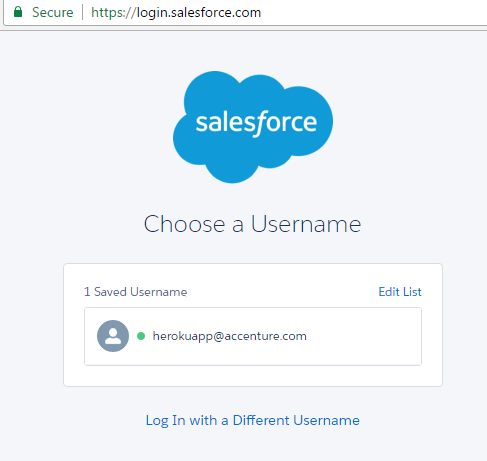 Secure https://login.salesforce.com
salesforce
Choose a Username
1 Saved Username Edit List
herokuapp@accenture.com
Log In with a Different Username